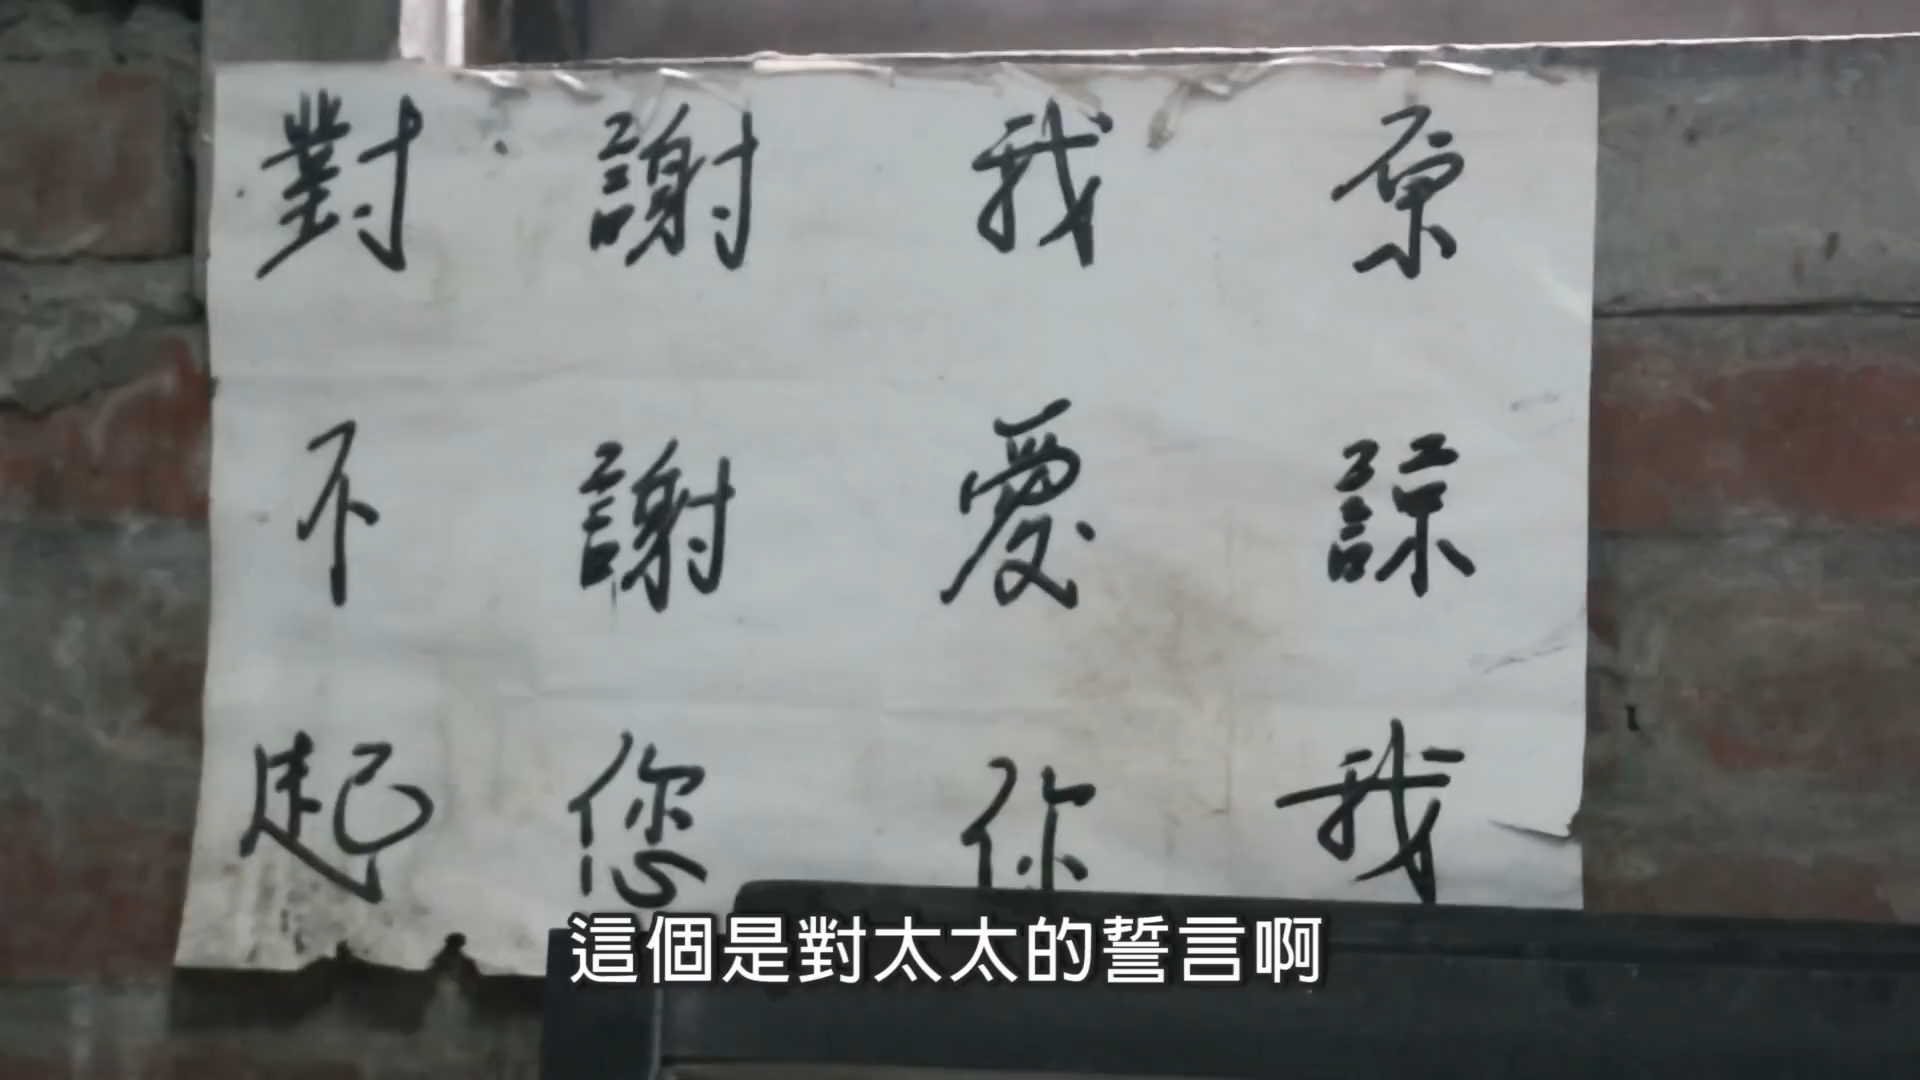 對不起
謝謝您
我愛你
原諒我
這個是對太太的誓言啊